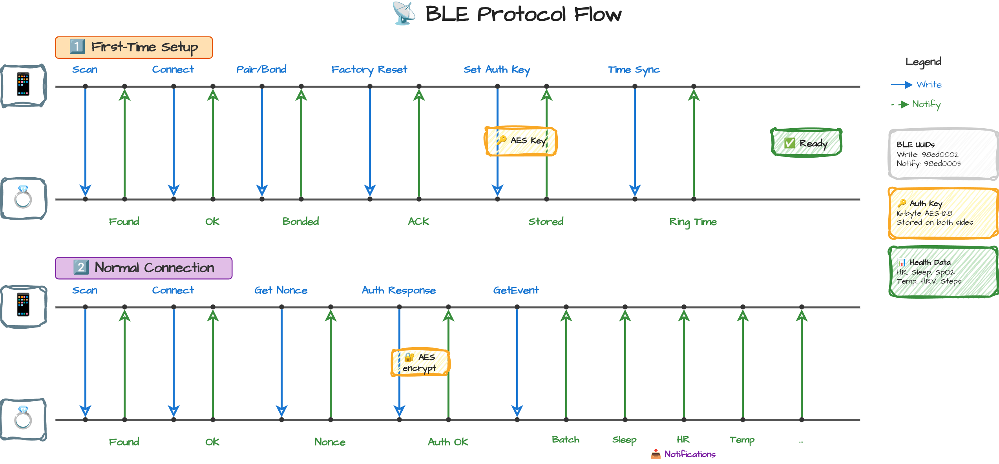 BLE Protocol Flow
1 First-Time Setup
Scan
Connect
Pair/Bond
Factory Reset
Set Auth Key
Time Sync
🔑 AES Key
✅ Ready
Found
OK
Bonded
ACK
Stored
Ring Time
2 Normal Connection
Scan
Connect
Get Nonce
Auth Response
GetEvent
🔐 AES
encrypt
Found
OK
Nonce
Auth OK
Batch
Sleep
HR
Temp
...
📥 Notifications
Legend
Write
Notify
BLE UUIDs
Write: 98ed0002
Notify: 98ed0003
🔑 Auth Key
16-byte AES-128
Stored on both sides
📊 Health Data
HR, Sleep, SpO2
Temp, HRV, Steps